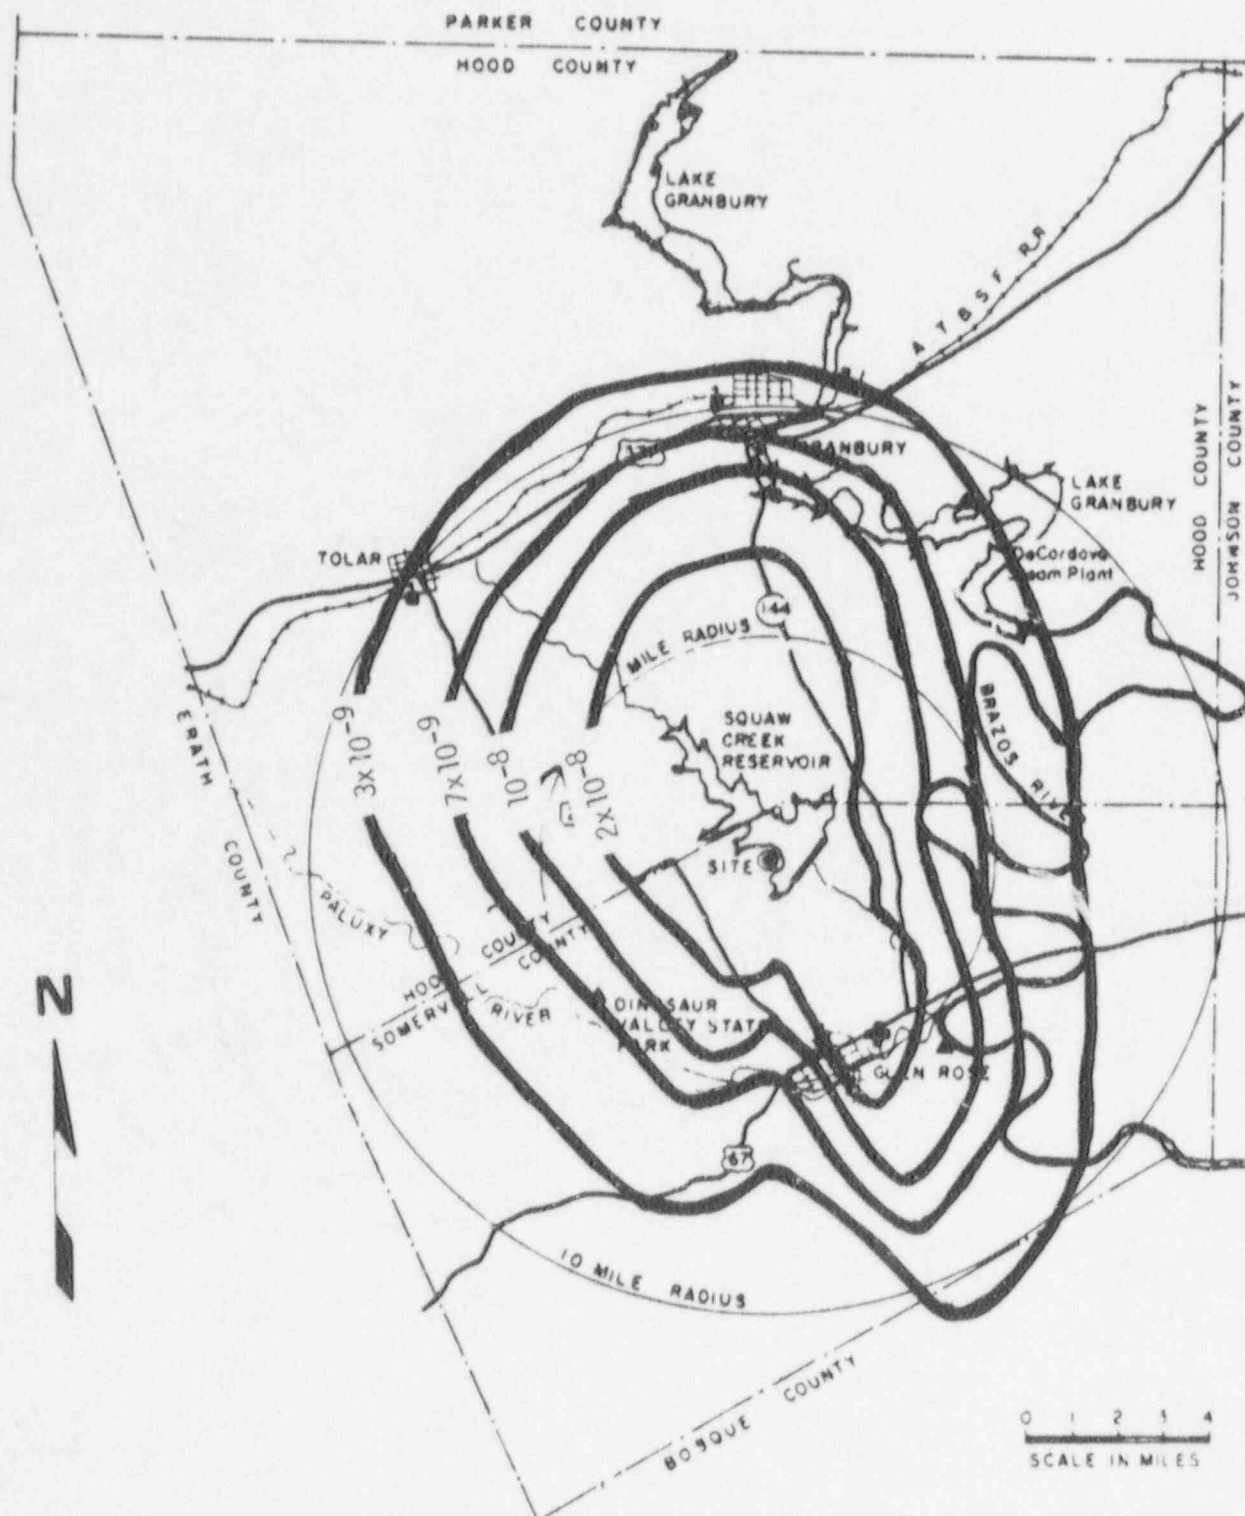 PARKER COUNTY
HOOD COUNTY
LAKE
GRANBURY
A T & S F RR
HOOD COUNTY
JOHNSON COUNTY
GRANBURY
LAKE
GRANBURY
TOLAR
DeCordova
Steam Plant
144
MILE RADIUS
ERATH
COUNTY
3x10-9
7x10-9
10-8
2x10-8
SQUAW
CREEK
RESERVOIR
BRAZOS
SITE
PALUXY
RIVER
HOOD COUNTY
SOMERVELL COUNTY
DINOSAUR
VALLEY STATE
PARK
GLEN ROSE
N
67
10 MILE RADIUS
BOSQUE COUNTY
0 1 2 3 4
SCALE IN MILES